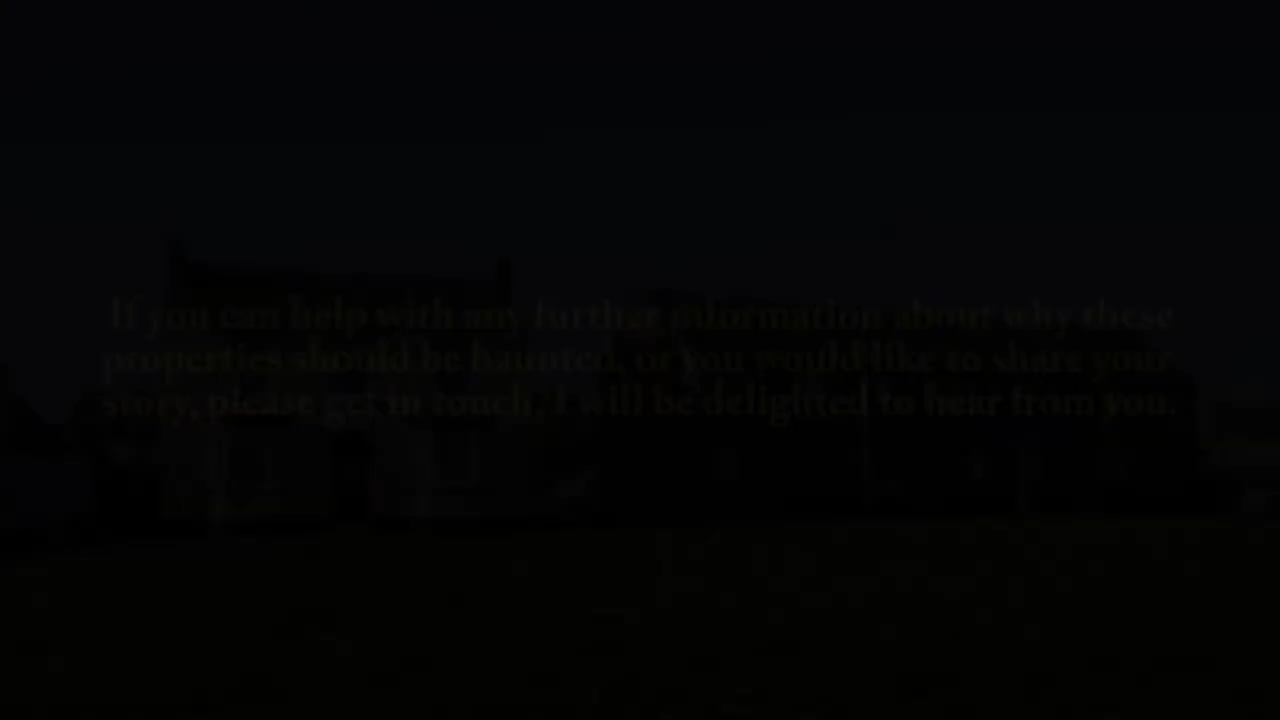 If you can help with any further information about why these
properties should be haunted, or you would like to share your
story, please get in touch. I will be delighted to hear from you.